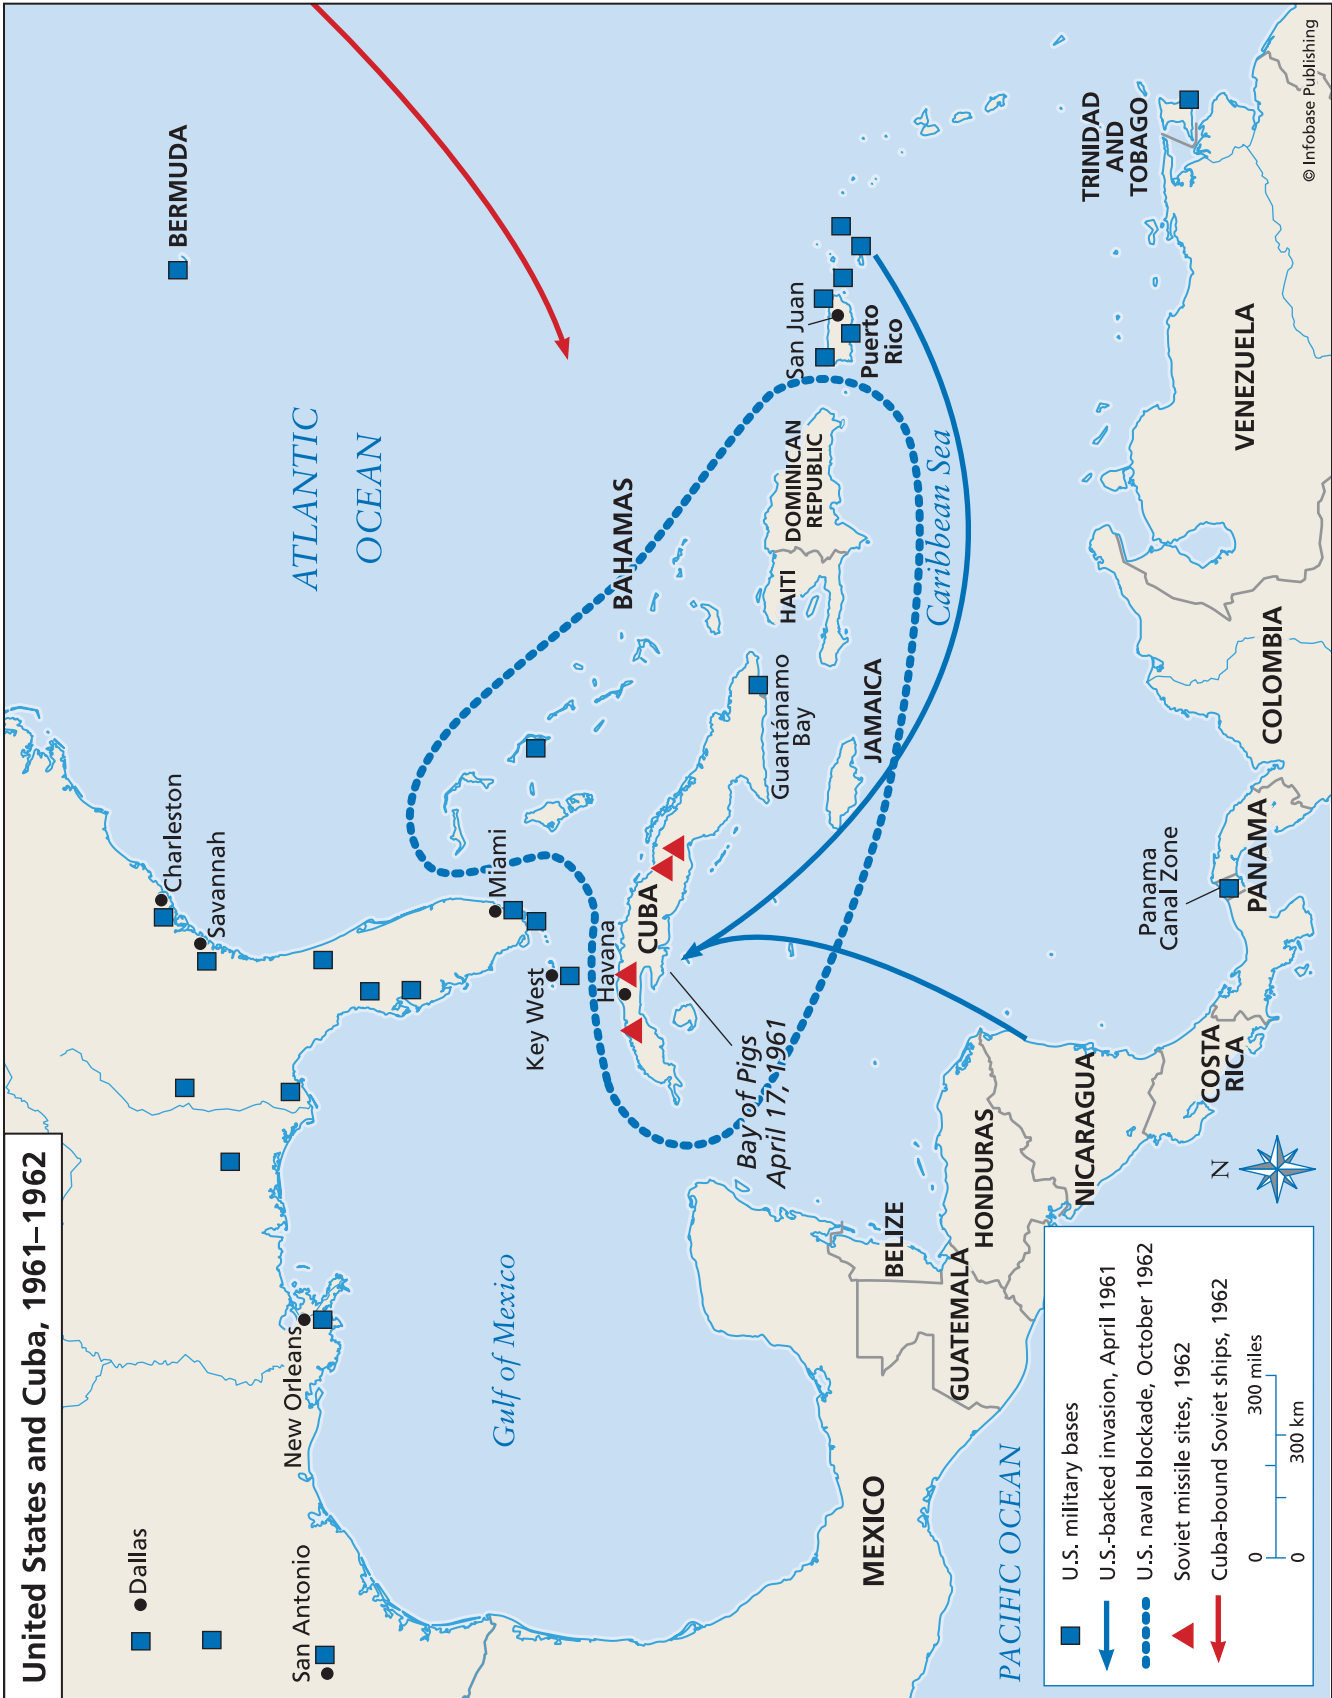 United States and Cuba, 1961–1962
Dallas
San Antonio
New Orleans
Charleston
Savannah
Miami
Key West
BERMUDA
ATLANTIC
OCEAN
Gulf of Mexico
BAHAMAS
Havana
CUBA
Guantánamo
Bay
Bay of Pigs
April 17, 1961
HAITI
DOMINICAN
REPUBLIC
San Juan
Puerto
Rico
JAMAICA
Caribbean Sea
MEXICO
BELIZE
GUATEMALA
HONDURAS
NICARAGUA
COSTA
RICA
Panama
Canal Zone
PANAMA
COLOMBIA
VENEZUELA
TRINIDAD
AND
TOBAGO
PACIFIC OCEAN
N
U.S. military bases
U.S.-backed invasion, April 1961
U.S. naval blockade, October 1962
Soviet missile sites, 1962
Cuba-bound Soviet ships, 1962
0 300 miles
0 300 km
© Infobase Publishing